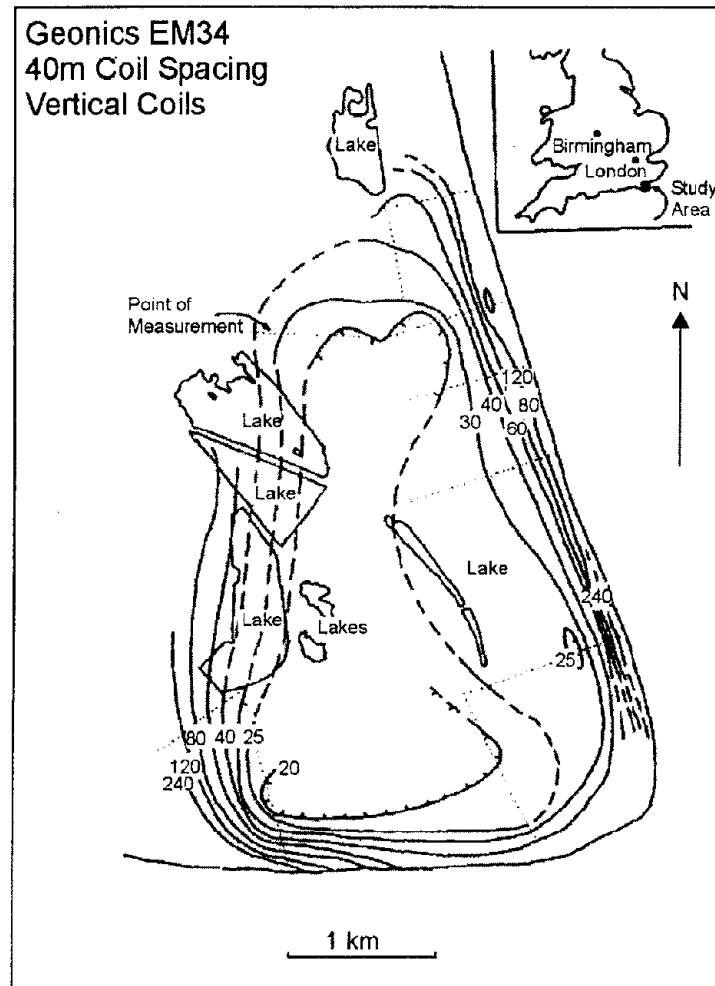 Geonics EM34
40m Coil Spacing
Vertical Coils
Lake
Birmingham
London
Study
Area
N
Point of
Measurement
120
40
80
30
60
Lake
Lake
Lake
240
Lake
Lakes
25
80
40
25
120
20
240
1 km